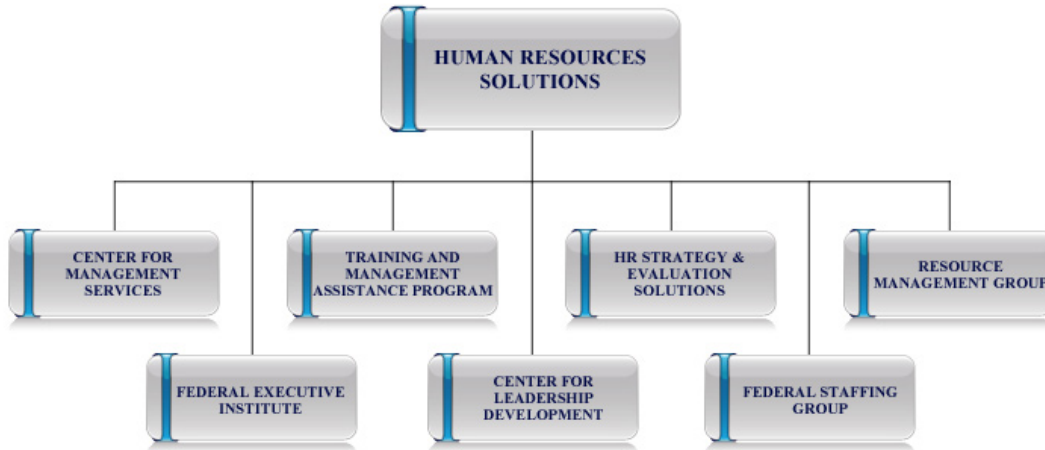 HUMAN RESOURCES
SOLUTIONS
CENTER FOR
MANAGEMENT
SERVICES
TRAINING AND
MANAGEMENT
ASSISTANCE PROGRAM
HR STRATEGY &
EVALUATION
SOLUTIONS
RESOURCE
MANAGEMENT GROUP
FEDERAL EXECUTIVE
INSTITUTE
CENTER FOR
LEADERSHIP
DEVELOPMENT
FEDERAL STAFFING
GROUP